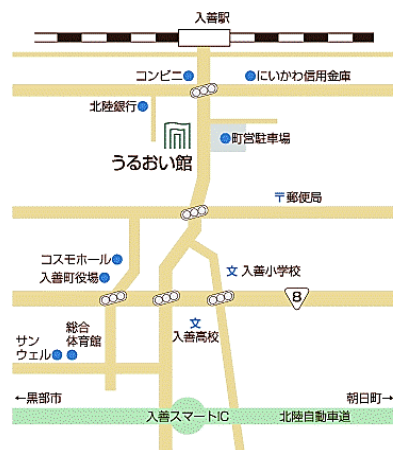 入善駅
コンビニ
にいかわ信用金庫
北陸銀行
町営駐車場
うるおい館
〒郵便局
コスモホール
入善町役場
文 入善小学校
8
文
入善高校
総合
体育館
サン
ウェル
←黒部市
朝日町→
入善スマートIC
北陸自動車道